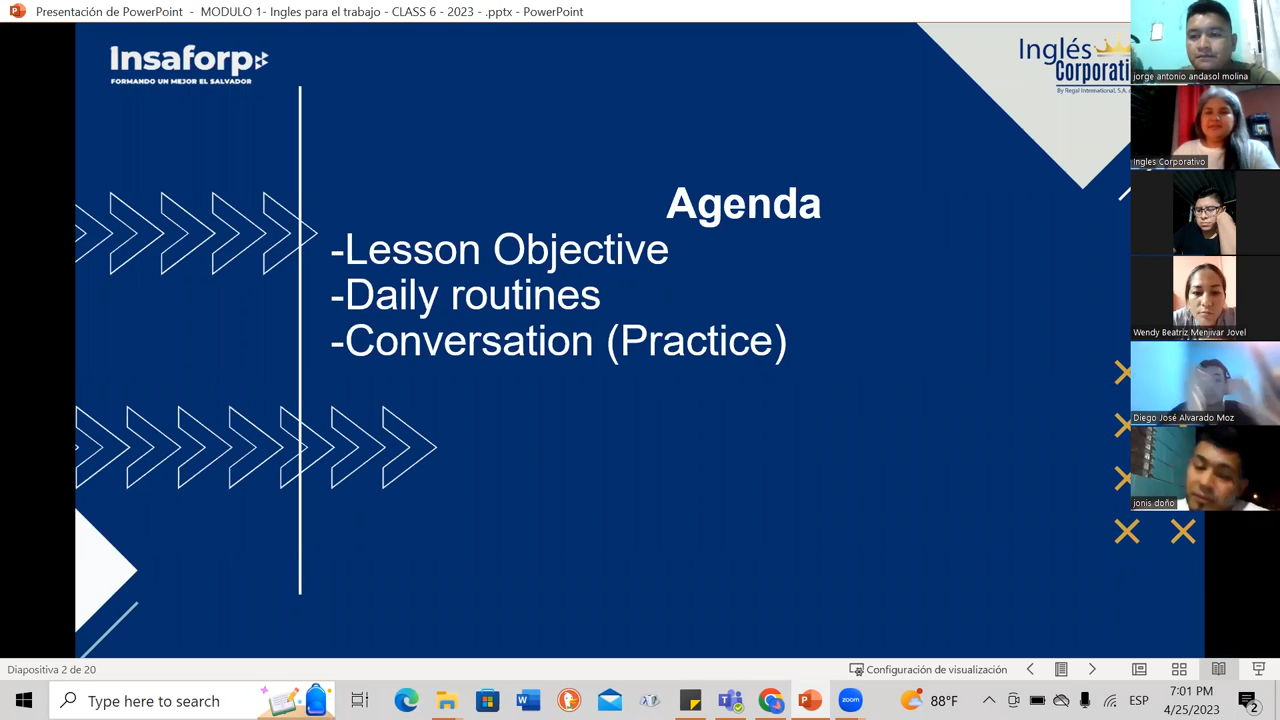 Presentación de PowerPoint - MODULO 1- Ingles para el trabajo - CLASS 6 - 2023 - .pptx - PowerPoint
Insaforp
FORMANDO UN MEJOR EL SALVADOR
Inglés
Corporati
By Regal International, S.A.
Agenda
-Lesson Objective
-Daily routines
-Conversation (Practice)
jorge antonio andasol molina
Ingles Corporativo
Wendy Beatríz Menjivar Jovel
Diego José Alvarado Moz
jonis doño
Diapositiva 2 de 20
Configuración de visualización
Type here to search
zoom
88°F
ESP
7:01 PM
4/25/2023
2